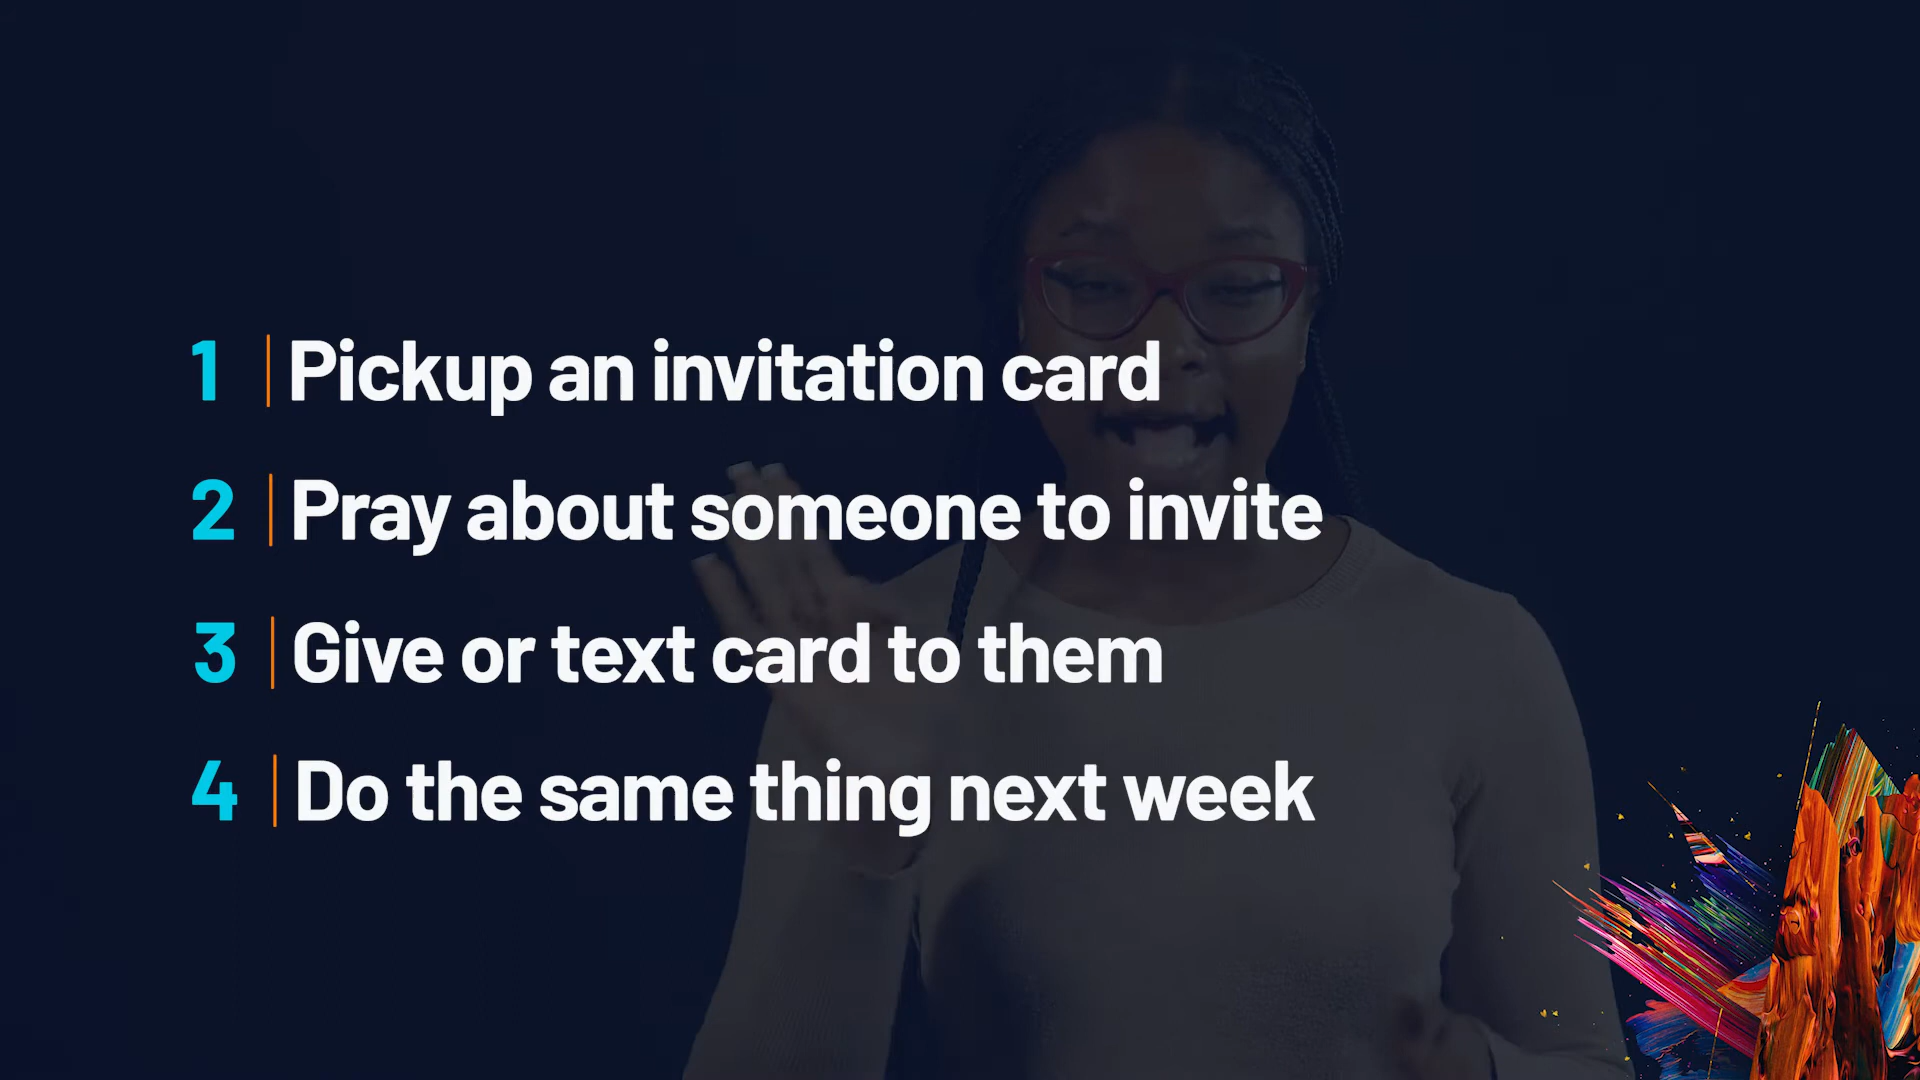 1 Pickup an invitation card
2 Pray about someone to invite
3 Give or text card to them
4 Do the same thing next week